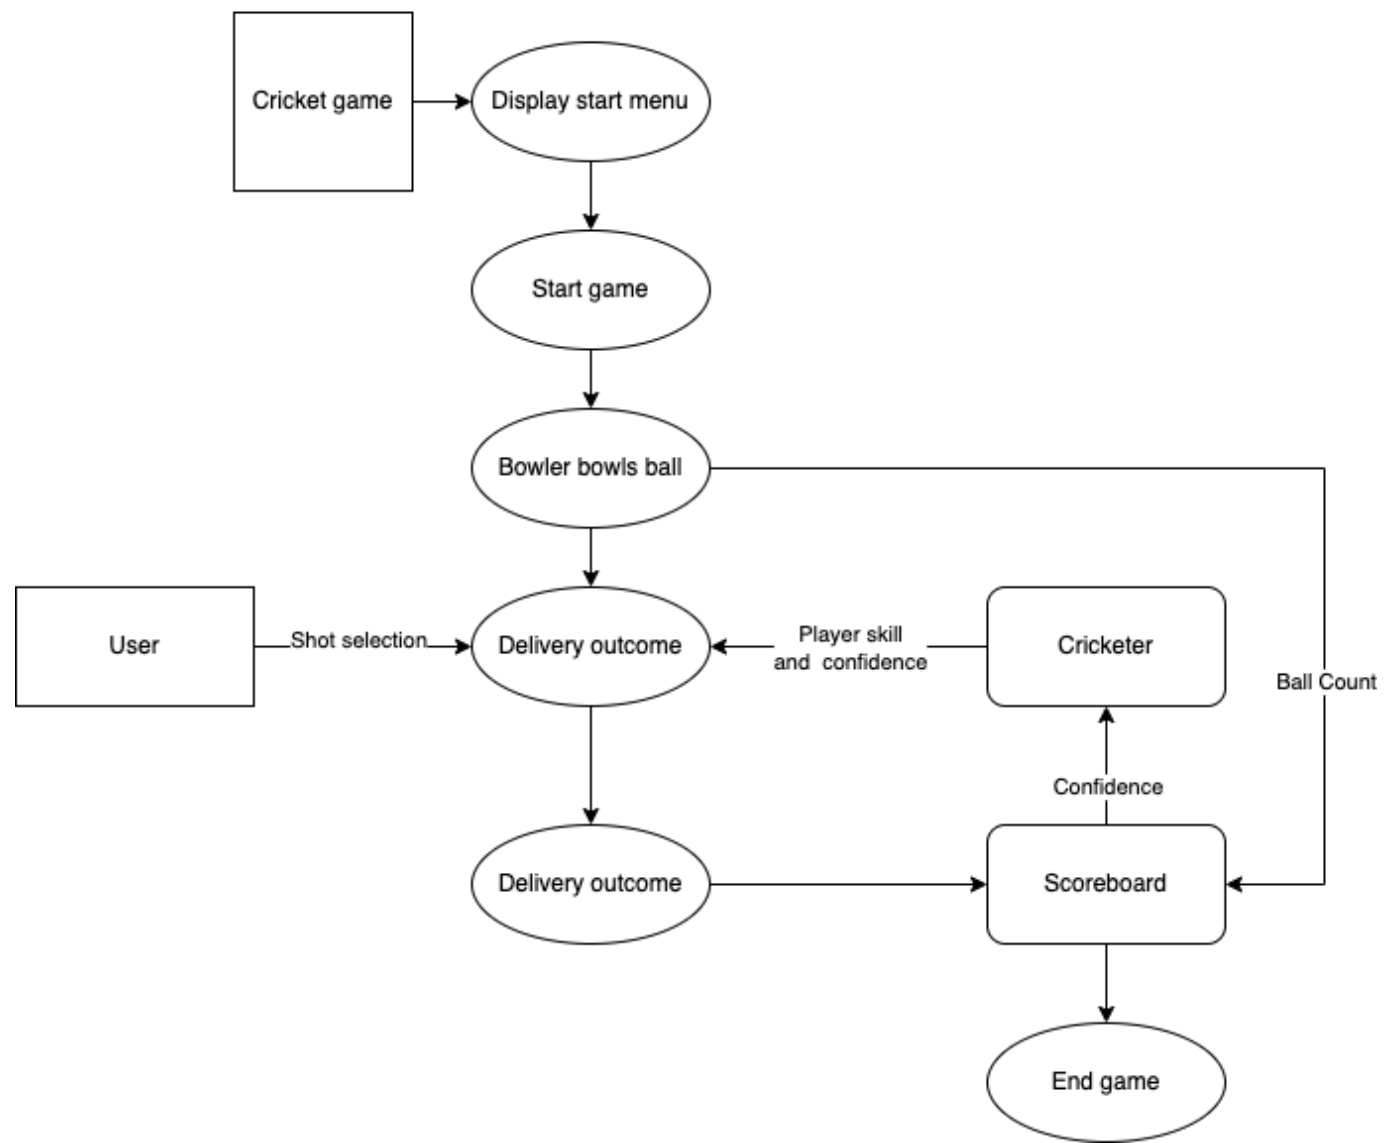 Cricket game
Display start menu
Start game
Bowler bowls ball
User
Shot selection
Delivery outcome
Player skill
and  confidence
Cricketer
Ball Count
Confidence
Delivery outcome
Scoreboard
End game